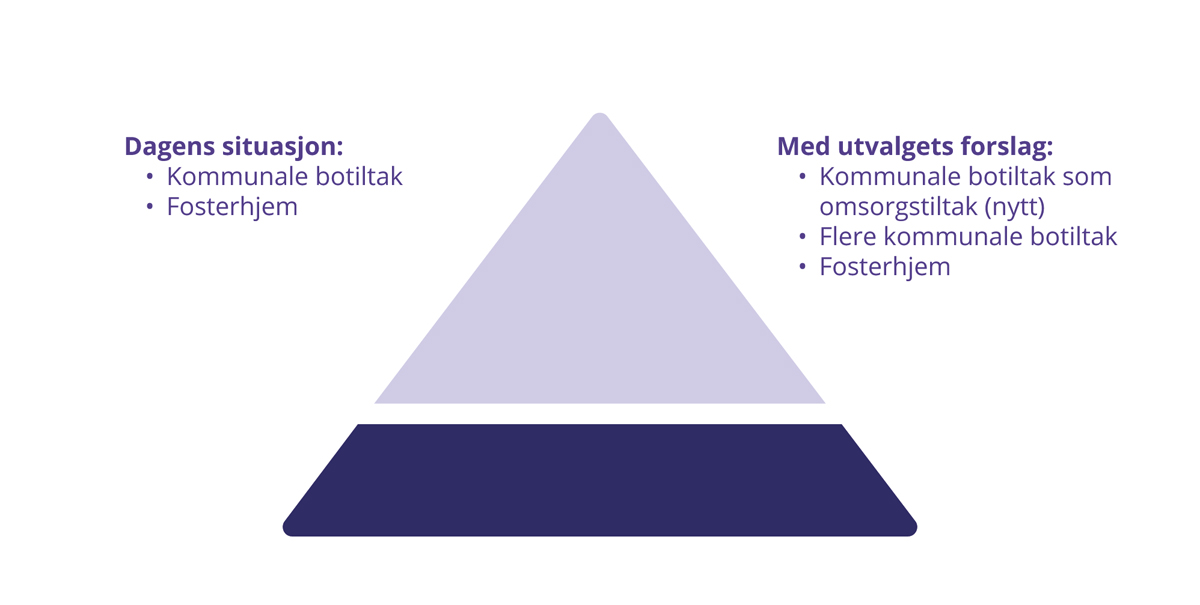 Dagens situasjon:
• Kommunale botiltak
• Fosterhjem
Med utvalgets forslag:
• Kommunale botiltak som
omsorgstiltak (nytt)
• Flere kommunale botiltak
• Fosterhjem